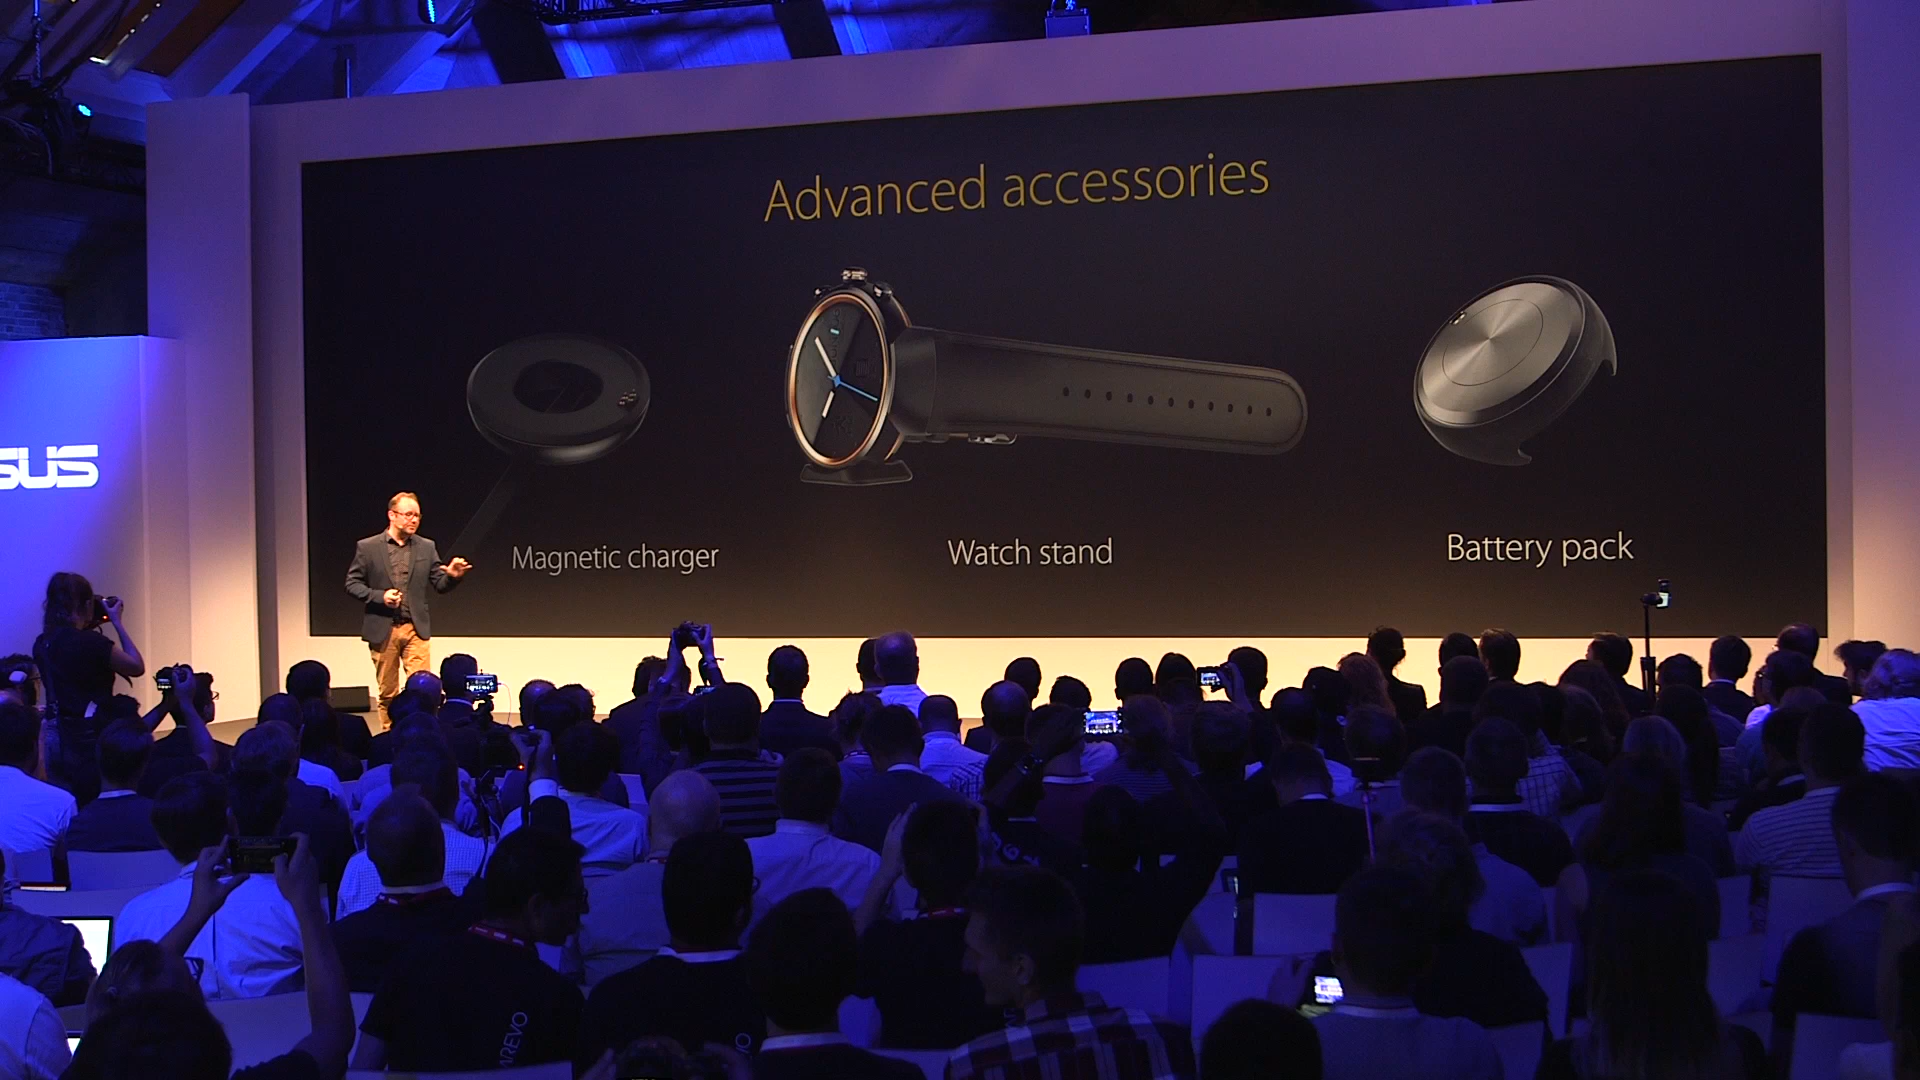 Advanced accessories
SUS
Magnetic charger
Watch stand
Battery pack